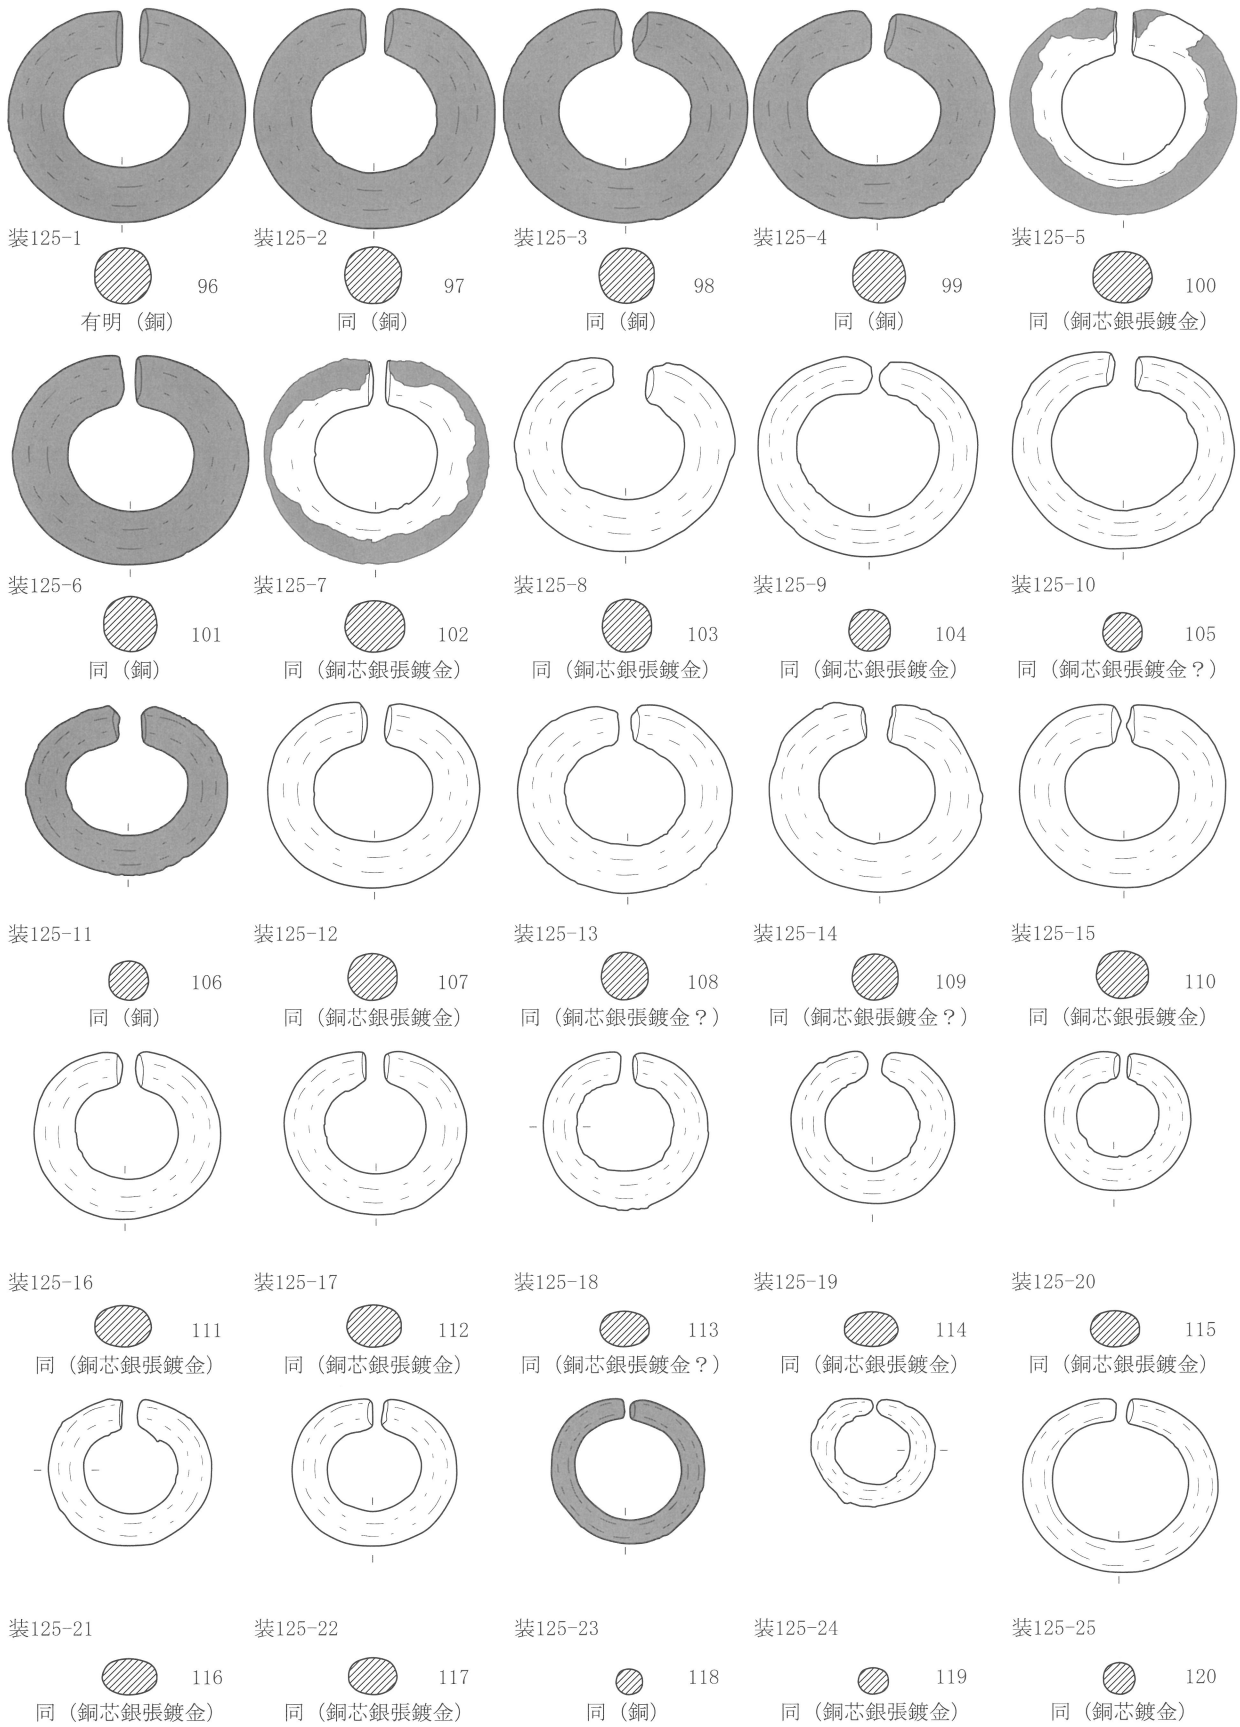 装125-1
装125-2
装125-3
装125-4
装125-5
96
97
98
99
100
有明（銅）
同（銅）
同（銅）
同（銅）
同（銅芯銀張鍍金）
装125-6
装125-7
装125-8
装125-9
装125-10
101
102
103
104
105
同（銅）
同（銅芯銀張鍍金）
同（銅芯銀張鍍金）
同（銅芯銀張鍍金）
同（銅芯銀張鍍金？）
装125-11
装125-12
装125-13
装125-14
装125-15
106
107
108
109
110
同（銅）
同（銅芯銀張鍍金）
同（銅芯銀張鍍金？）
同（銅芯銀張鍍金？）
同（銅芯銀張鍍金）
装125-16
装125-17
装125-18
装125-19
装125-20
111
112
113
114
115
同（銅芯銀張鍍金）
同（銅芯銀張鍍金）
同（銅芯銀張鍍金？）
同（銅芯銀張鍍金）
同（銅芯銀張鍍金）
装125-21
装125-22
装125-23
装125-24
装125-25
116
117
118
119
120
同（銅芯銀張鍍金）
同（銅芯銀張鍍金）
同（銅）
同（銅芯銀張鍍金）
同（銅芯鍍金）